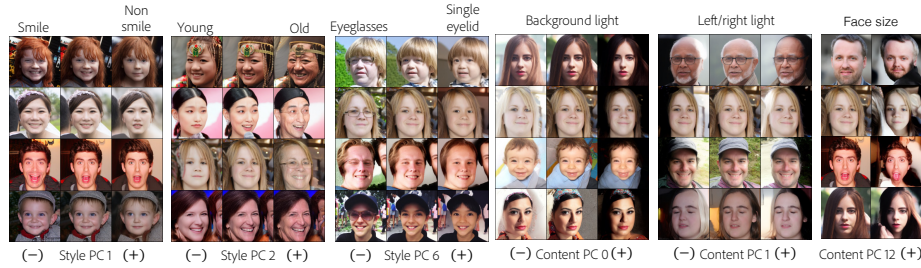 Smile Non smile
Young Old
Eyeglasses Single eyelid
Background light
Left/right light
Face size
(−) Style PC 1 (+)
(−) Style PC 2 (+)
(−) Style PC 6 (+)
(−) Content PC 0 (+)
(−) Content PC 1 (+)
Content PC 12 (+)